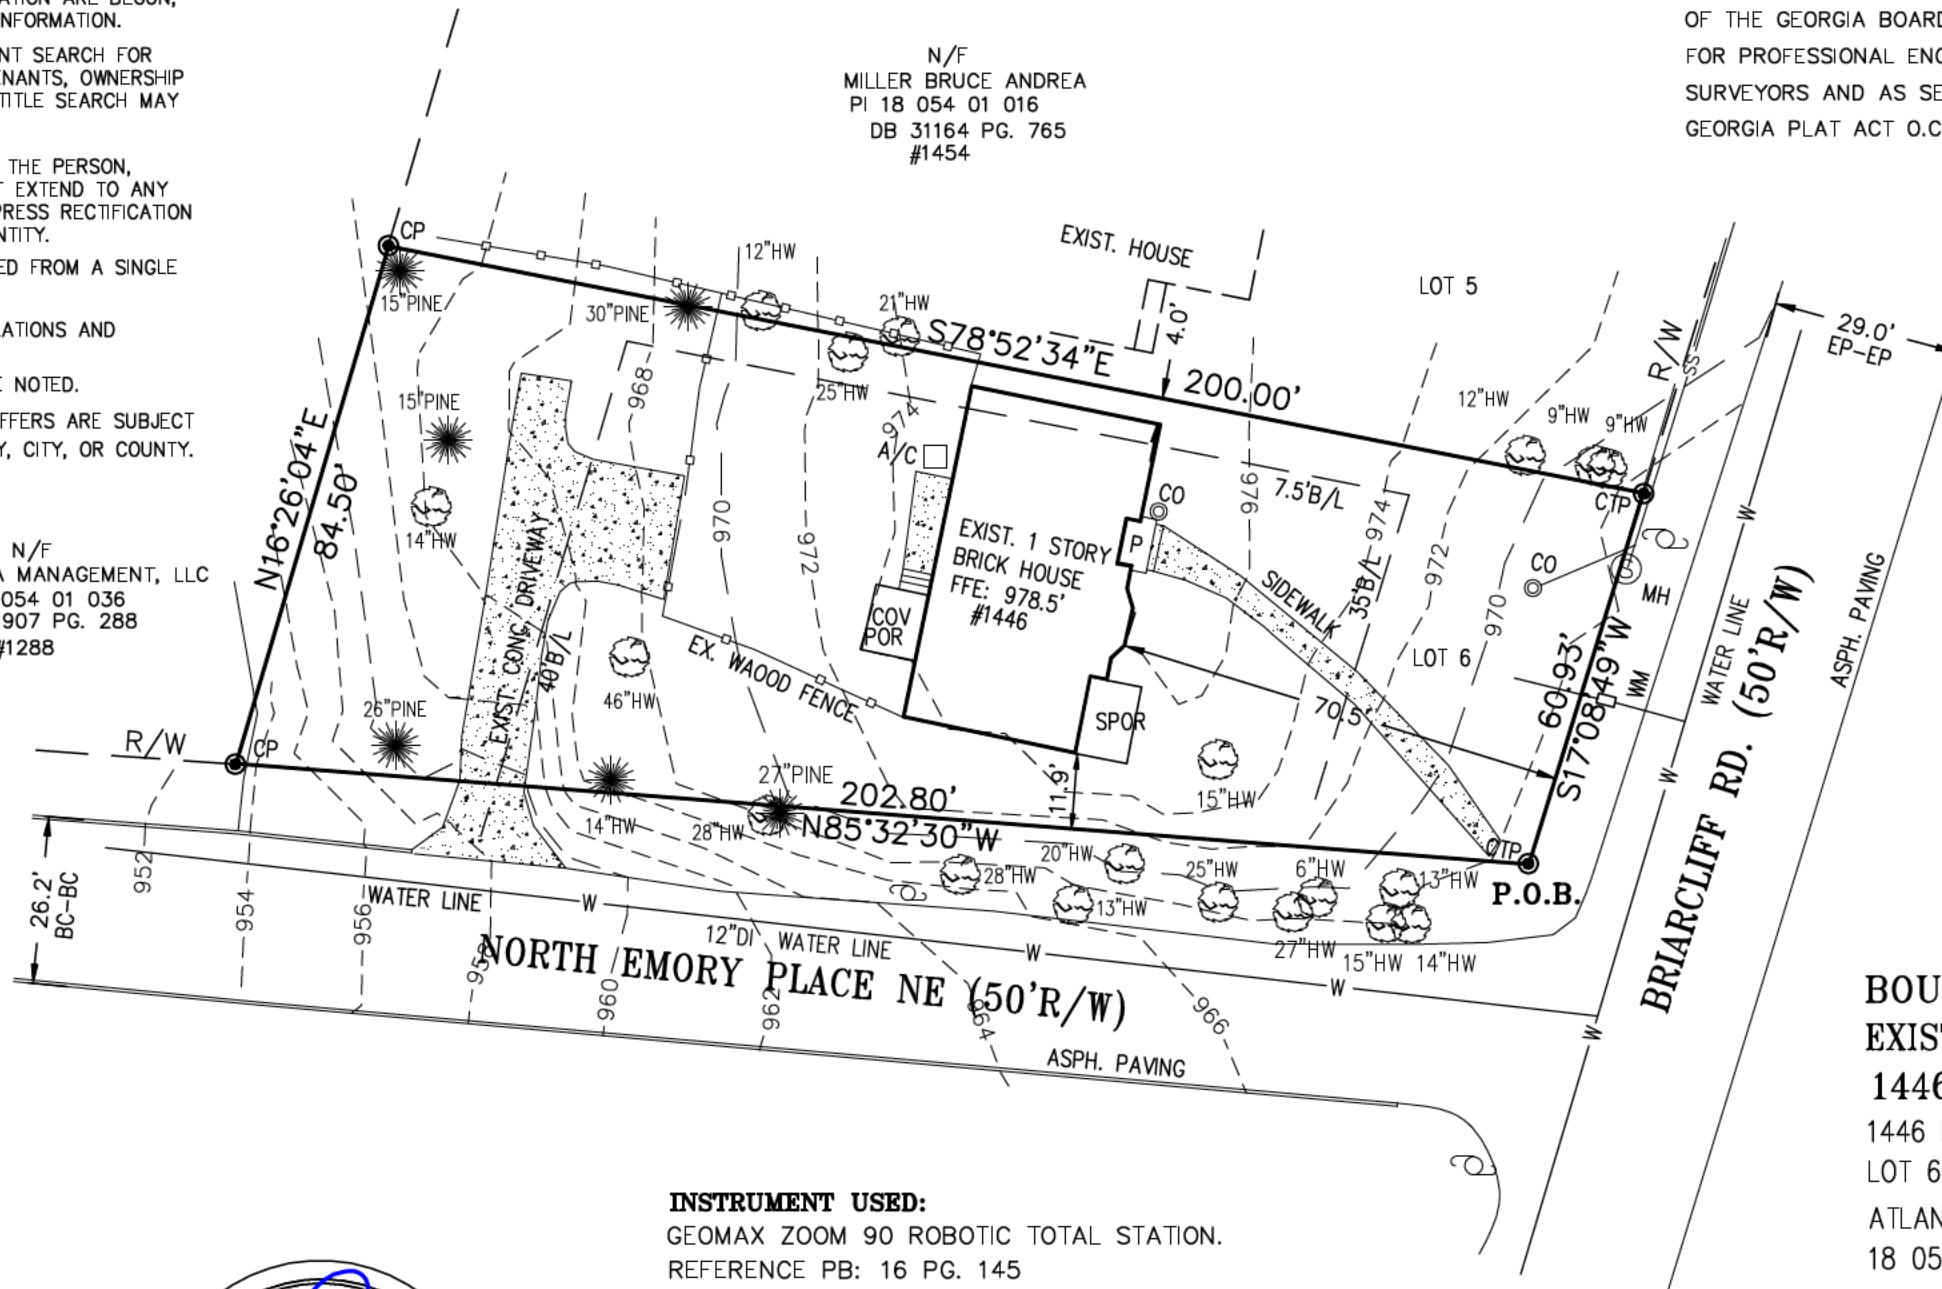 ATION ARE BEGUN,
INFORMATION.
NT SEARCH FOR
ENANTS, OWNERSHIP
TITLE SEARCH MAY
THE PERSON,
T EXTEND TO ANY
PRESS RECTIFICATION
NTITY.
ED FROM A SINGLE
ATIONS AND
E NOTED.
FFERS ARE SUBJECT
Y, CITY, OR COUNTY.
N/F
A MANAGEMENT, LLC
054 01 036
907 PG. 288
#1288
N/F
MILLER BRUCE ANDREA
PI 18 054 01 016
DB 31164 PG. 765
#1454
OF THE GEORGIA BOARD
FOR PROFESSIONAL ENG
SURVEYORS AND AS SE
GEORGIA PLAT ACT O.C
CP
15"PINE
30"PINE
12"HW
21"HW
25"HW
EXIST. HOUSE
4.0'
LOT 5
R/W
SS
29.0'
EP-EP
S78°52'34"E
200.00'
12"HW
9"HW
9"HW
CTP
968
974
A/C
976
7.5'B/L
974
972
970
35'B/L
15"PINE
14"HW
N16°26'04"E
84.50'
EXIST. CONC. DRIVEWAY
40'B/L
970
972
EXIST. 1 STORY
BRICK HOUSE
FFE: 978.5'
#1446
P
CO
SIDEWALK
CO
MH
LOT 6
COV
POR
EX. WAOOD FENCE
46"HW
SPOR
70.5'
60.93'
S17°08'49"W
WM
WATER LINE
W
W
W
BRIARCLIFF RD. (50'R/W)
ASPH. PAVING
26"PINE
R/W
CP
27"PINE
202.80'
N85°32'30"W
11.9'
15"HW
14"HW
28"HW
20"HW
28"HW
13"HW
25"HW
6"HW
13"HW
27"HW
15"HW
14"HW
CTP
P.O.B.
26.2'
BC-BC
952
954
956
958
960
962
964
966
WATER LINE
W
12"DI
WATER LINE
W
W
NORTH EMORY PLACE NE (50'R/W)
ASPH. PAVING
BOU
EXIST
1446
1446
LOT 6
ATLAN
18 05
INSTRUMENT USED:
GEOMAX ZOOM 90 ROBOTIC TOTAL STATION.
REFERENCE PB: 16 PG. 145